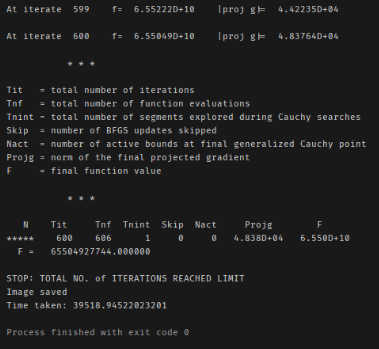 At iterate  599    f=  6.55222D+10    |proj g|=  4.42235D+04
At iterate  600    f=  6.55049D+10    |proj g|=  4.83764D+04
* * *
Tit   = total number of iterations
Tnf   = total number of function evaluations
Tnint = total number of segments explored during Cauchy searches
Skip  = number of BFGS updates skipped
Nact  = number of active bounds at final generalized Cauchy point
Projg = norm of the final projected gradient
F     = final function value
* * *
N    Tit     Tnf  Tnint  Skip  Nact     Projg        F
*****    600    606      1     0     0   4.838D+04   6.550D+10
F =   65504927744.000000
STOP: TOTAL NO. of ITERATIONS REACHED LIMIT
Image saved
Time taken: 39518.94522023201
Process finished with exit code 0